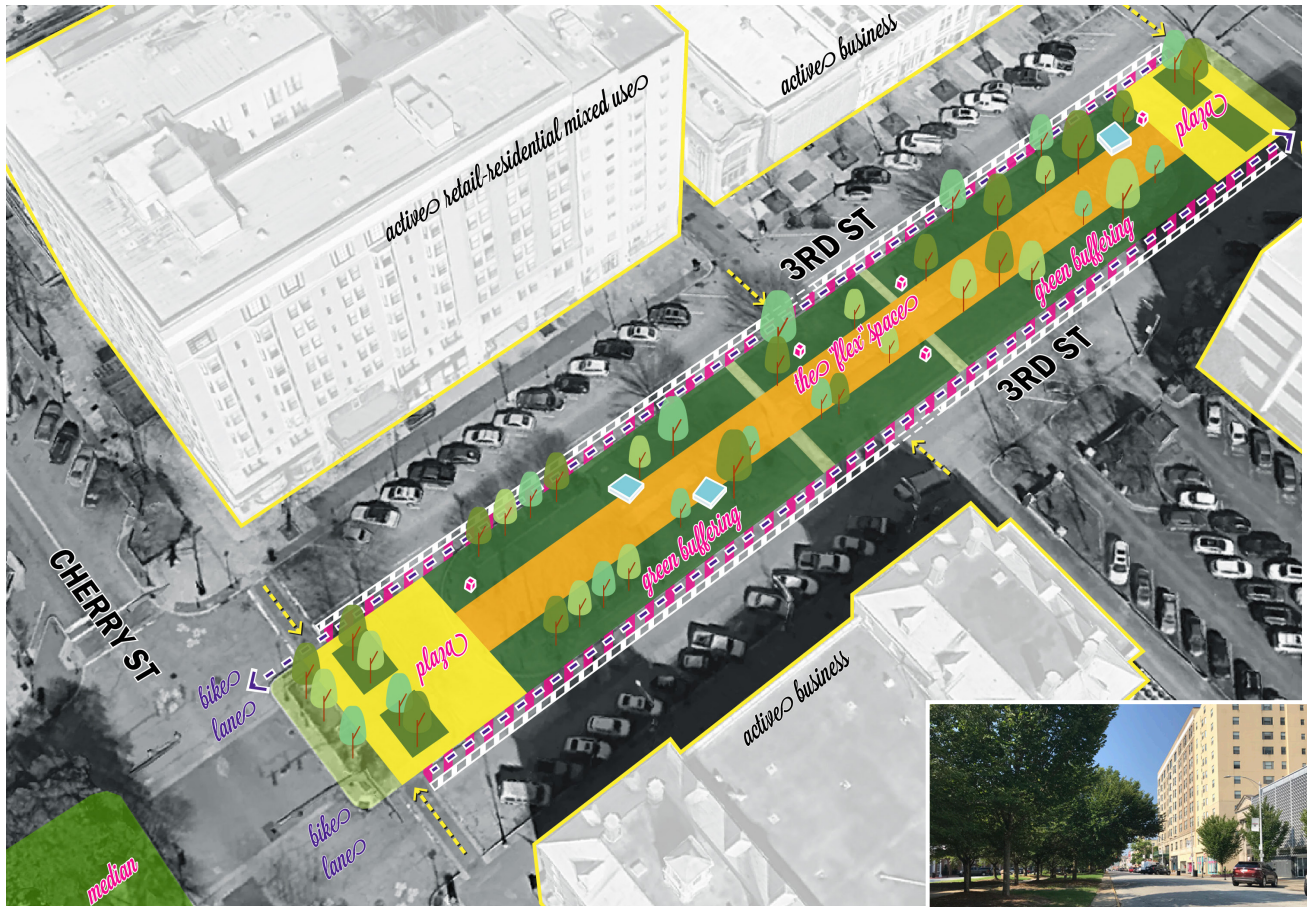 active business
active retail-residential mixed use
plaza
3RD ST
green buffering
the "flex" space
3RD ST
green buffering
CHERRY ST
plaza
bike
lane
active business
bike
lane
median